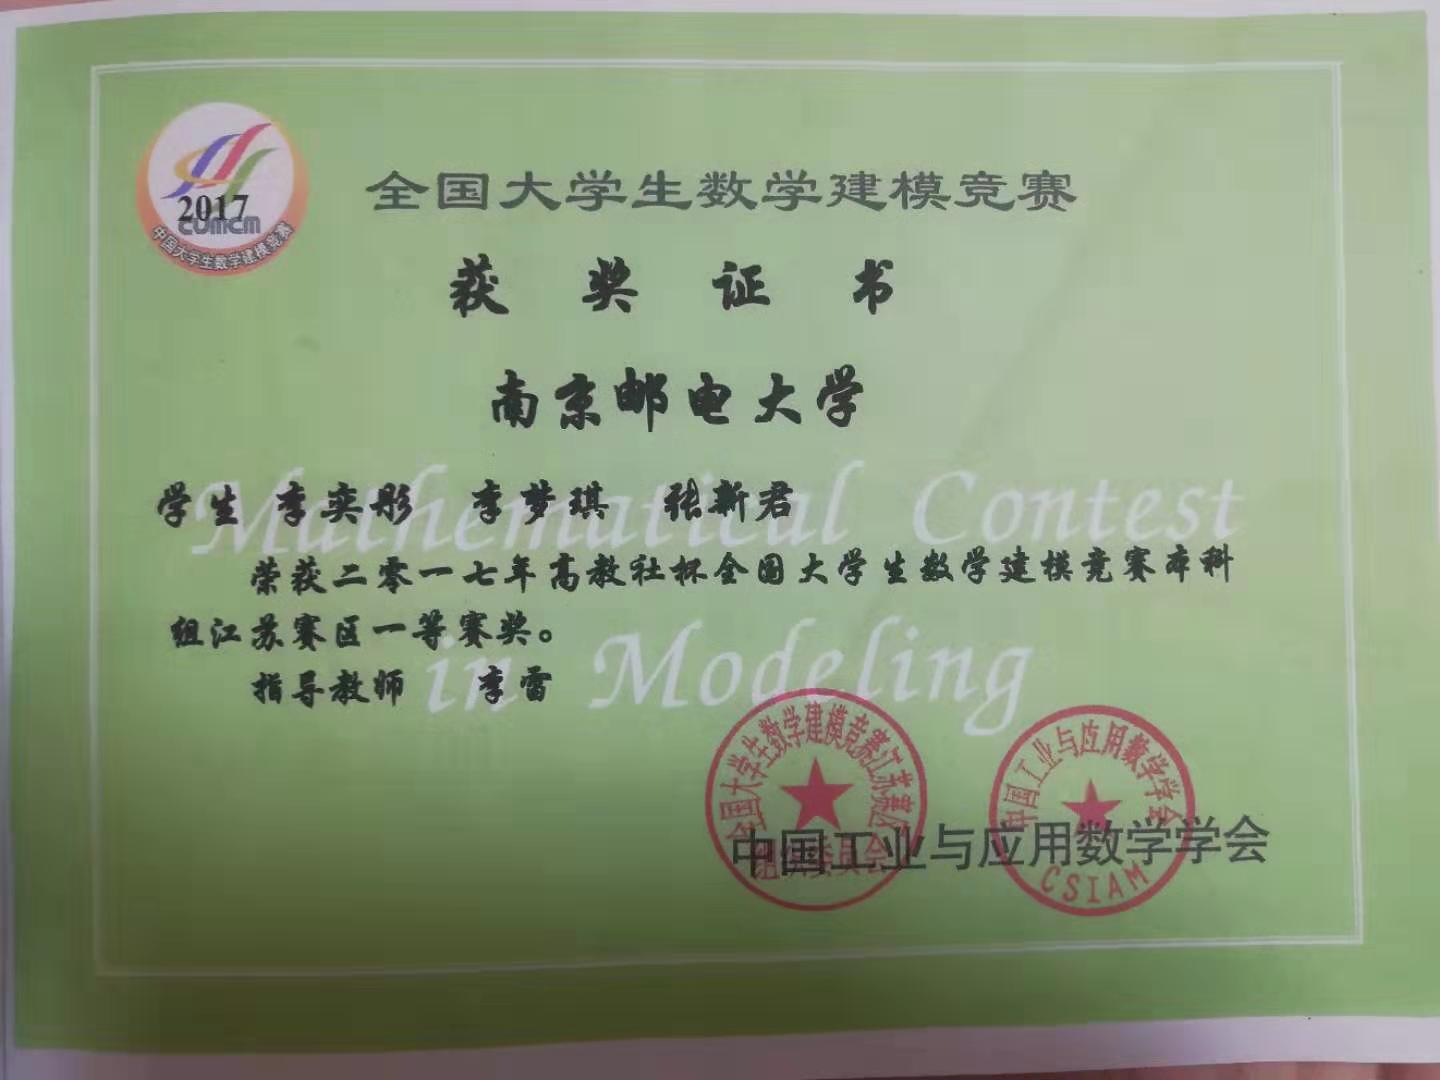 2017
CUMCM
中国大学生数学建模竞赛
全国大学生数学建模竞赛
获奖证书
南京邮电大学
学生 李奕彤 李梦琪 张新君
荣获二零一七年高教社杯全国大学生数学建模竞赛本科
组江苏赛区一等赛奖。
指导教师 李雷
Mathematical Contest
in Modeling
全国大学生数学建模竞赛江苏赛区
组织委员会
中国工业与应用数学学会
CSIAM
中国工业与应用数学学会